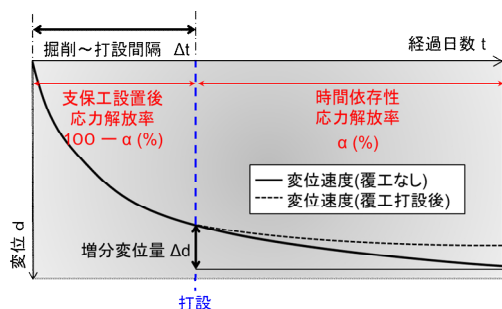 掘削～打設間隔 Δt
経過日数 t
支保工設置後
応力解放率
100 － α (%)
時間依存性
応力解放率
α (%)
変位速度(覆工なし)
変位速度(覆工打設後)
増分変位量 Δd
変位 d
打設